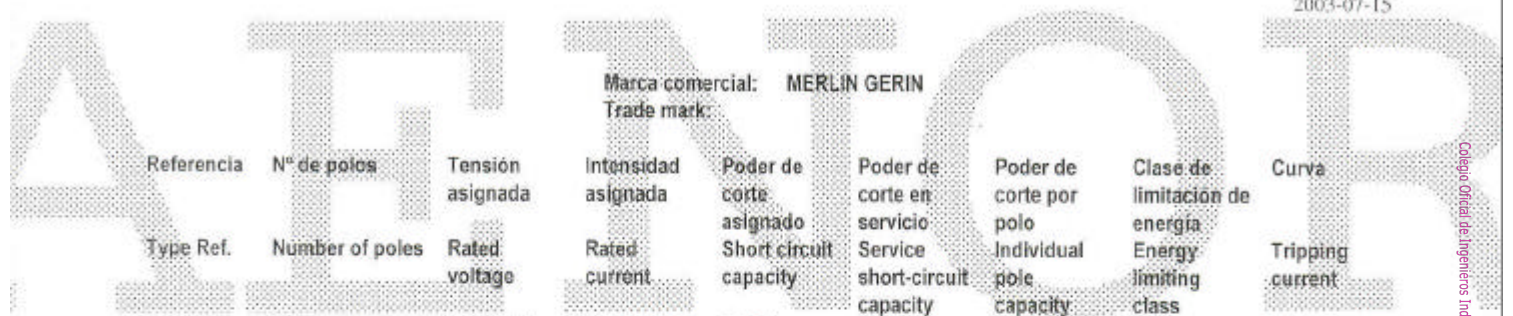 2003-07-15
AENOR
Marca comercial: MERLIN GERIN
Trade mark:
Referencia Nº de polos Tensión Intensidad Poder de Poder de Poder de Clase de Curva
asignada asignada corte corte en corte por limitación de
asignado servicio polo energía
Type Ref. Number of poles Rated Rated Short circuit Service Individual Energy Tripping
voltage current capacity short-circuit pole limiting current
capacity capacity class
Colegio Oficial de Ingenieros Ind